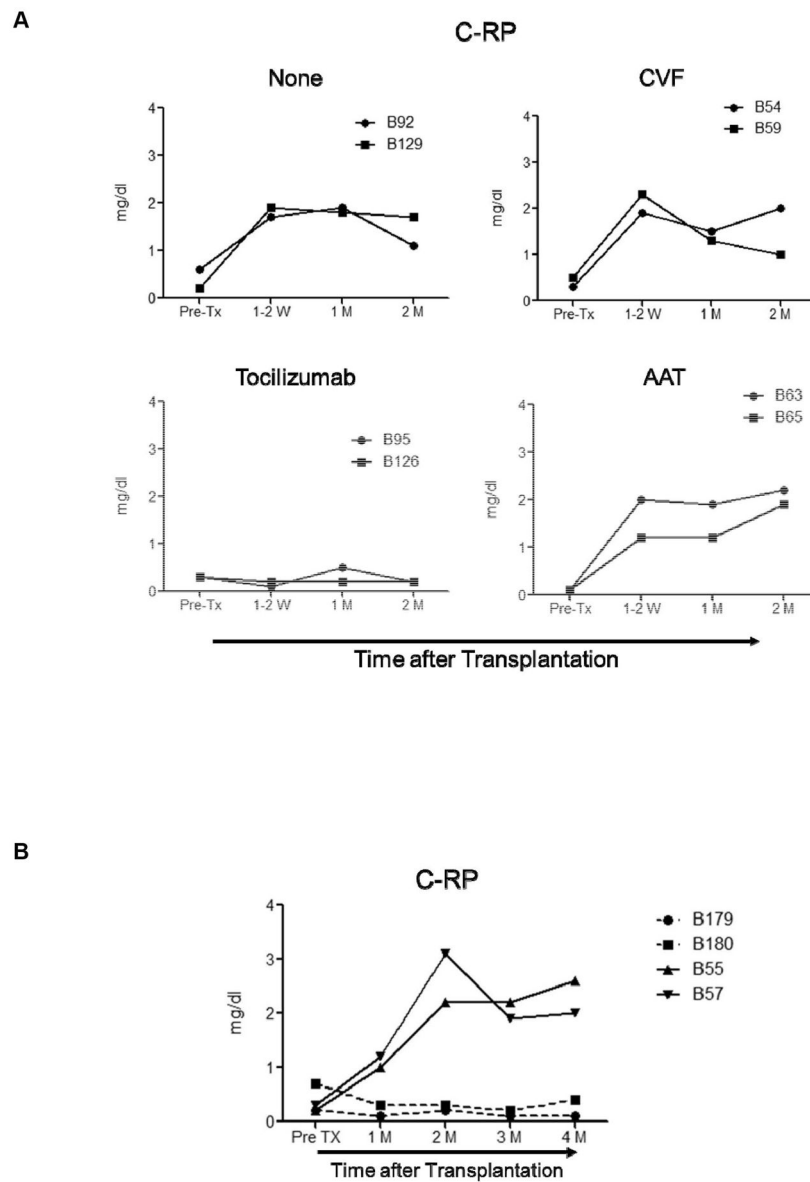 A
C-RP
None
4
3
2
1
0
mg/dl
B92
B129
Pre-Tx 1-2 W 1 M 2 M
CVF
4
3
2
1
0
mg/dl
B54
B59
Pre-Tx 1-2 W 1 M 2 M
Tocilizumab
4
3
2
1
0
mg/dl
B95
B126
Pre-Tx 1-2 W 1 M 2 M
AAT
4
3
2
1
0
mg/dl
B63
B65
Pre-Tx 1-2 W 1 M 2 M
Time after Transplantation
B
C-RP
4
3
2
1
0
mg/dl
B179
B180
B55
B57
Pre TX 1 M 2 M 3 M 4 M
Time after Transplantation